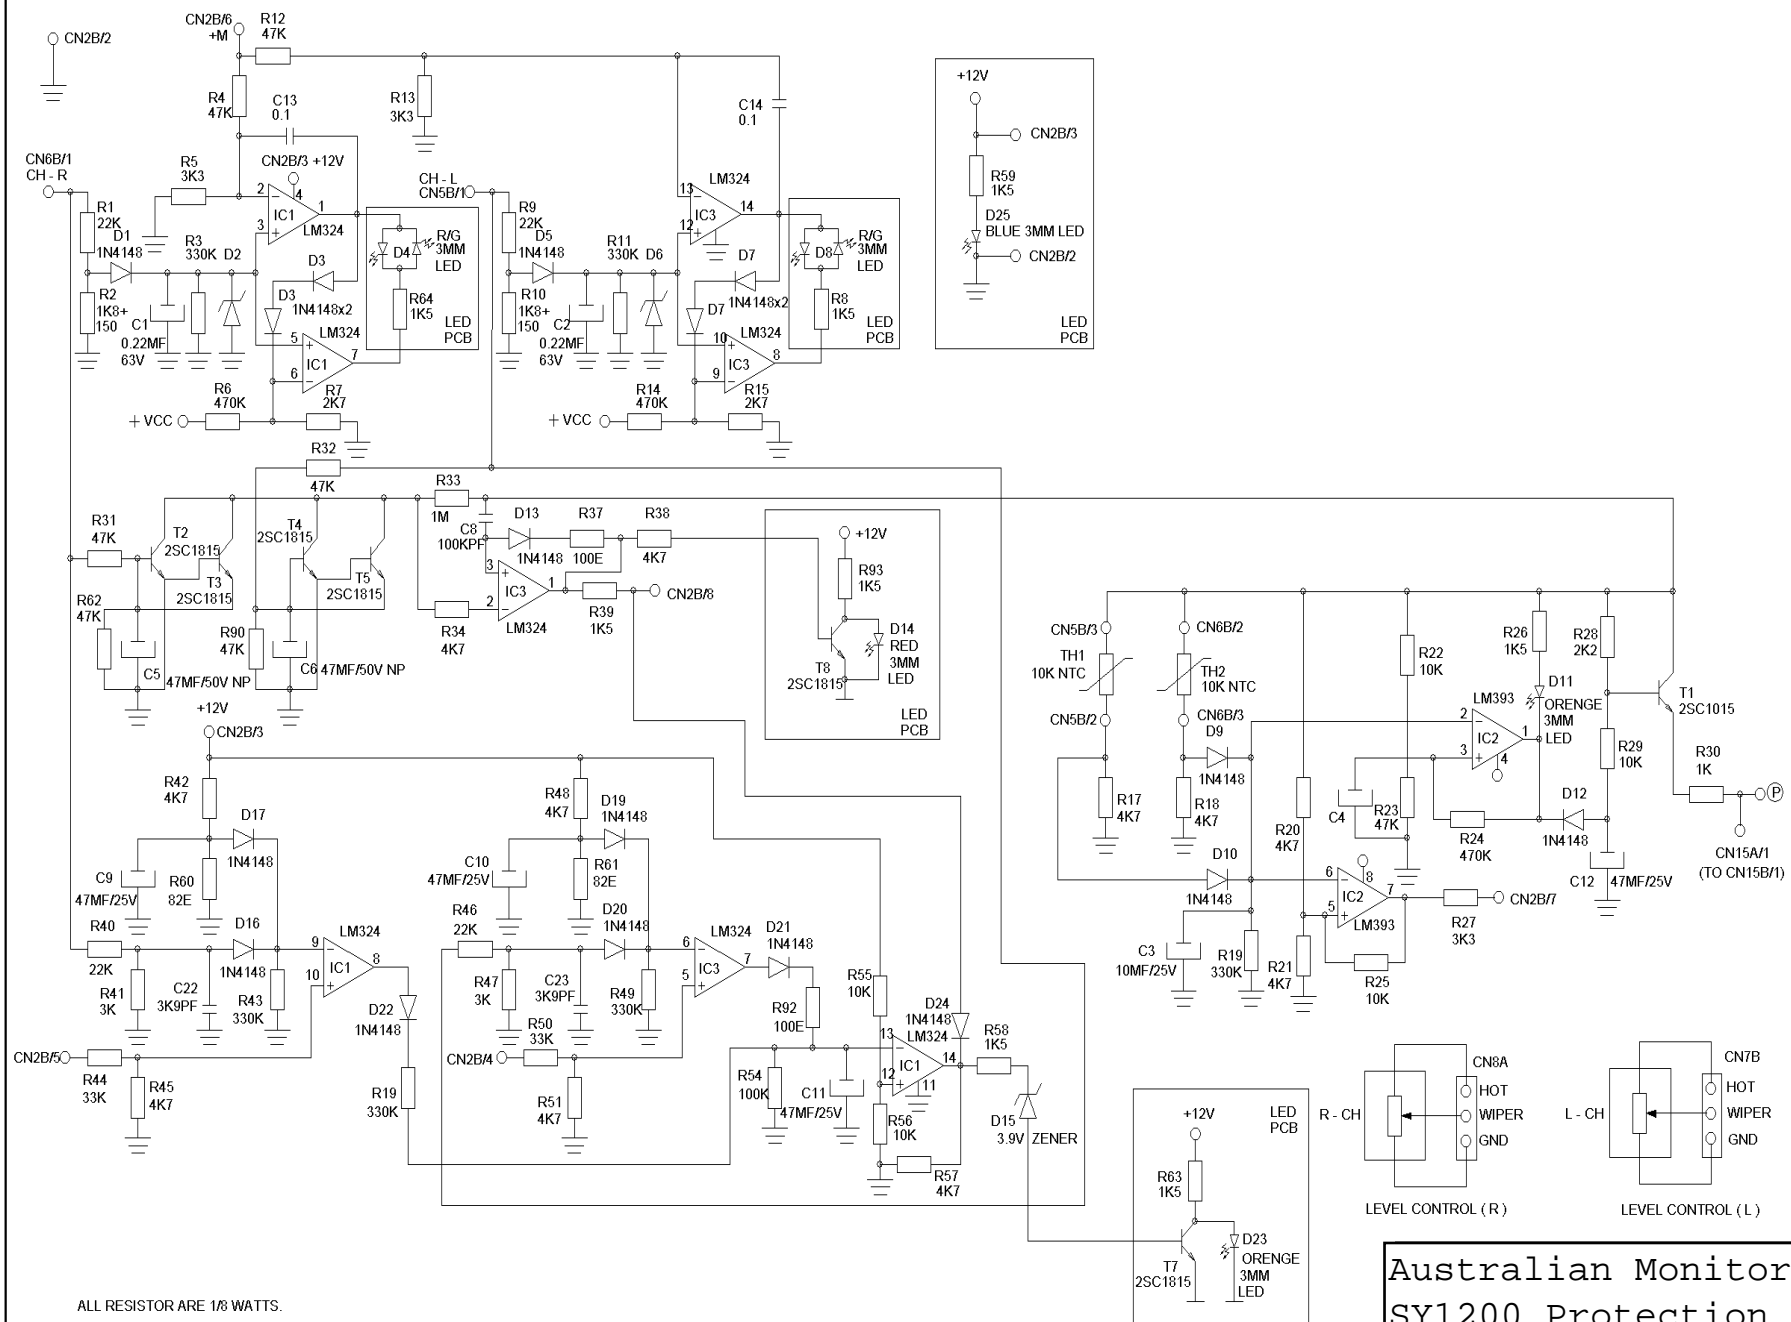 CN2B/2
CN2B/6
+M
R12
47K
R4
47K
C13
0.1
R13
3K3
C14
0.1
CN6B/1
CH - R
R5
3K3
CN2B/3 +12V
2
4
1
3
IC1
LM324
R1
22K
D1
1N4148
R3
330K
D2
R2
1K8+
150
C1
0.22MF
63V
D3
D3
1N4148x2
LM324
5
6
7
IC1
D4
R/G
3MM
LED
R64
1K5
LED
PCB
R6
470K
R7
2K7
+ VCC
CH - L
CN5B/1
R9
22K
D5
1N4148
R11
330K
D6
R10
1K8+
150
C2
0.22MF
63V
LM324
13
12
14
IC3
D7
D7
1N4148x2
LM324
10
9
8
IC3
D8
R/G
3MM
LED
R8
1K5
LED
PCB
R14
470K
R15
2K7
+ VCC
+12V
CN2B/3
R59
1K5
D25
BLUE 3MM LED
CN2B/2
LED
PCB
R32
47K
R33
1M
R31
47K
T2
2SC1815
T3
2SC1815
T4
2SC1815
T5
2SC1815
R62
47K
C5
47MF/50V NP
R90
47K
C6
47MF/50V NP
C8
100KPF
D13
1N4148
R37
100E
R38
4K7
3
2
1
IC3
LM324
R34
4K7
R39
1K5
CN2B/8
+12V
R93
1K5
T8
2SC1815
D14
RED
3MM
LED
LED
PCB
CN5B/3
TH1
10K NTC
CN5B/2
CN6B/2
TH2
10K NTC
CN6B/3
D9
1N4148
R17
4K7
R18
4K7
D10
1N4148
R20
4K7
R21
4K7
R22
10K
R23
47K
C4
LM393
2
3
1
4
IC2
R24
470K
R26
1K5
D11
ORENGE
3MM
LED
R28
2K2
R29
10K
D12
1N4148
C12
47MF/25V
T1
2SC1015
R30
1K
P
CN15A/1
(TO CN15B/1)
6
5
8
7
IC2
LM393
R25
10K
R27
3K3
CN2B/7
C3
10MF/25V
R19
330K
+12V
CN2B/3
R42
4K7
D17
1N4148
C9
47MF/25V
R60
82E
R40
22K
D16
1N4148
R41
3K
C22
3K9PF
R43
330K
LM324
9
10
8
IC1
D22
1N4148
CN2B/5
R44
33K
R45
4K7
R19
330K
R48
4K7
D19
1N4148
C10
47MF/25V
R61
82E
R46
22K
D20
1N4148
R47
3K
C23
3K9PF
R49
330K
LM324
6
5
7
IC3
D21
1N4148
R92
100E
R50
33K
CN2B/4
R51
4K7
R54
100K
C11
47MF/25V
R55
10K
13
12
14
11
IC1
LM324
D24
1N4148
R58
1K5
R56
10K
R57
4K7
D15
3.9V ZENER
+12V
LED
PCB
R63
1K5
T7
2SC1815
D23
ORENGE
3MM
LED
R - CH
CN8A
HOT
WIPER
GND
LEVEL CONTROL ( R )
L - CH
CN7B
HOT
WIPER
GND
LEVEL CONTROL ( L )
ALL RESISTOR ARE 1/8 WATTS.
Australian Monitor
SY1200 Protection